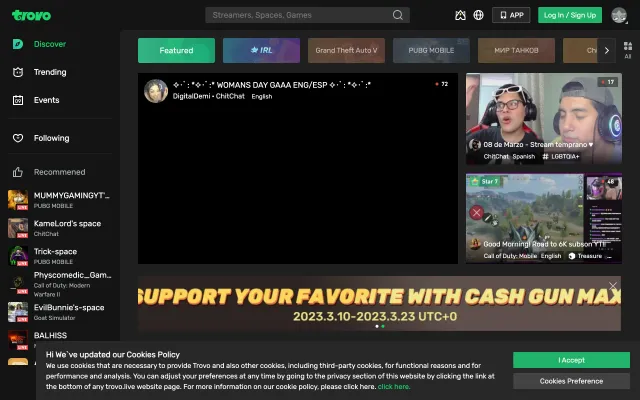 trovo
Streamers, Spaces, Games
APP
Log In / Sign Up
Discover
Trending
Events
Following
Recommened
MUMMYGAMINGYT'...
PUBG MOBILE
LIVE
KameLord's space
ChitChat
LIVE
Trick-space
PUBG MOBILE
LIVE
Physcomedic_Gam...
Call of Duty: Modern
Warfare II
LIVE
EvilBunnie's-space
Goat Simulator
LIVE
BALHISS
Featured
IRL
Grand Theft Auto V
PUBG MOBILE
МИР ТАНКОВ
All
✧･ﾟ: *✧･ﾟ:* WOMANS DAY GAAA ENG/ESP ✧･ﾟ: *✧･ﾟ:*
DigitalDemi • ChitChat English
72
17
08 de Marzo - Stream temprano ♥
ChitChat Spanish # LGBTQIA+
Star 7
48
Good Morning! Road to 6K subson YT!!
Call of Duty: Mobile English Treasure ...
SUPPORT YOUR FAVORITE WITH CASH GUN MAX
2023.3.10-2023.3.23 UTC+0
Hi We`ve updated our Cookies Policy
We use cookies that are necessary to provide Trovo and also other cookies, including third-party cookies, for functional reasons and for
performance and analysis. You can adjust your preferences at any time by going to the privacy section of this website by clicking the link at
the bottom of any trovo.live website page. For more information on our cookie policy, please click here. click here.
I Accept
Cookies Preference